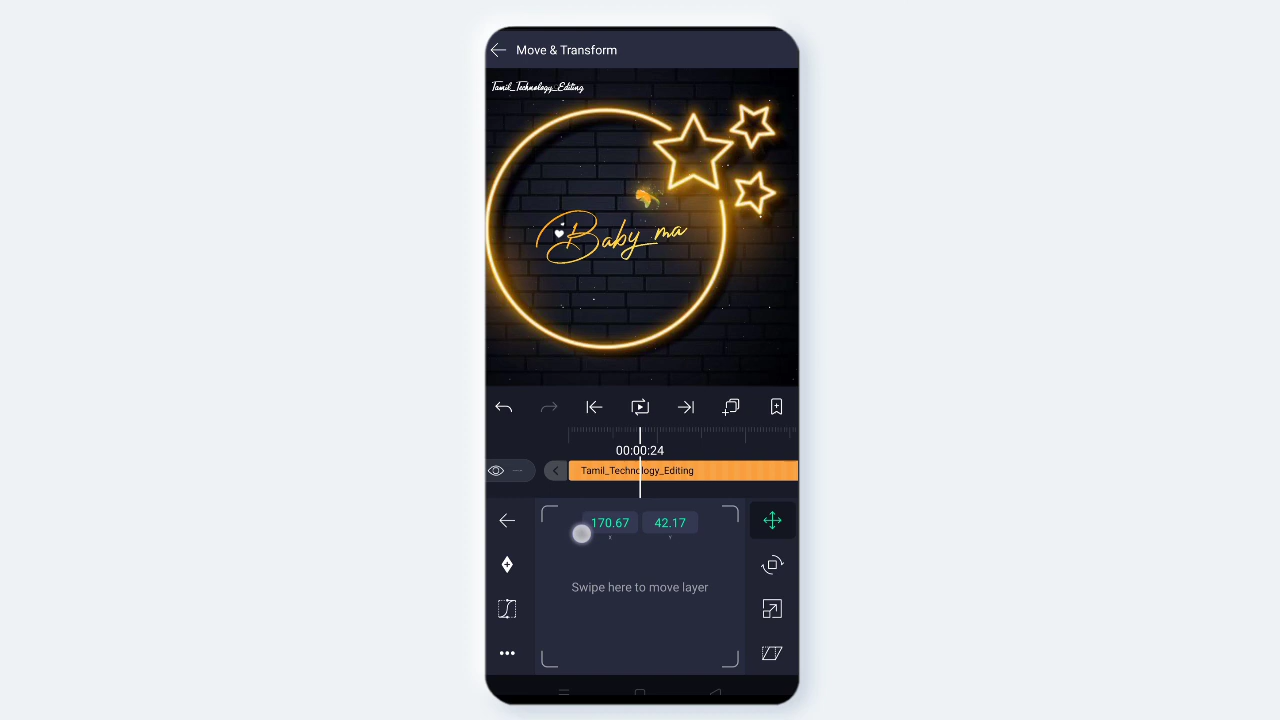 Move & Transform
Tamil_Technology_Editing
Baby ma
00:00:24
Tamil_Technology_Editing
170.67 42.17
x y
Swipe here to move layer